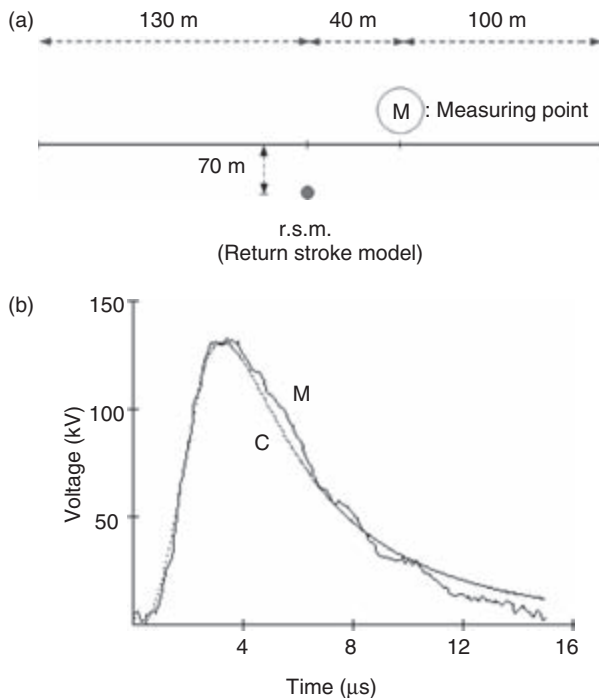 (a)
130 m 40 m 100 m
M : Measuring point
70 m
r.s.m.
(Return stroke model)
(b)
150
100
50
Voltage (kV)
M
C
4 8 12 16
Time (μs)